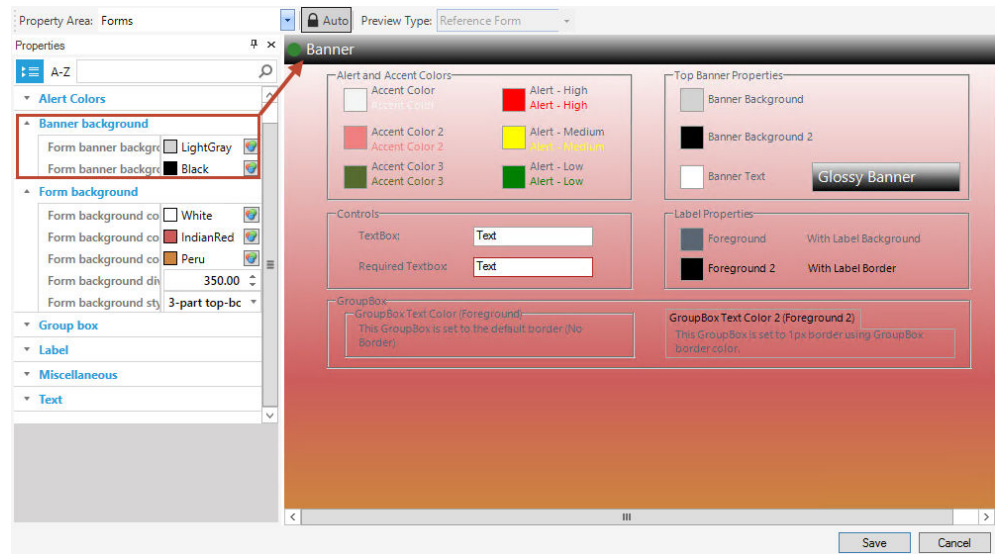 Property Area: Forms Auto Preview Type: Reference Form
Properties
A-Z
Alert Colors
Banner background
Form banner backgro LightGray
Form banner backgro Black
Form background
Form background co White
Form background co IndianRed
Form background co Peru
Form background div 350.00
Form background sty 3-part top-bc
Group box
Label
Miscellaneous
Text
Banner
Alert and Accent Colors
Accent Color
Accent Color
Alert - High
Alert - High
Accent Color 2
Accent Color 2
Alert - Medium
Alert - Medium
Accent Color 3
Accent Color 3
Alert - Low
Alert - Low
Top Banner Properties
Banner Background
Banner Background 2
Banner Text Glossy Banner
Controls
TextBox: Text
Required Textbox Text
Label Properties
Foreground With Label Background
Foreground 2 With Label Border
GroupBox
GroupBox Text Color (Foreground)
This GroupBox is set to the default border (No
Border)
GroupBox Text Color 2 (Foreground 2)
This GroupBox is set to 1px border using GroupBox
border color.
Save Cancel